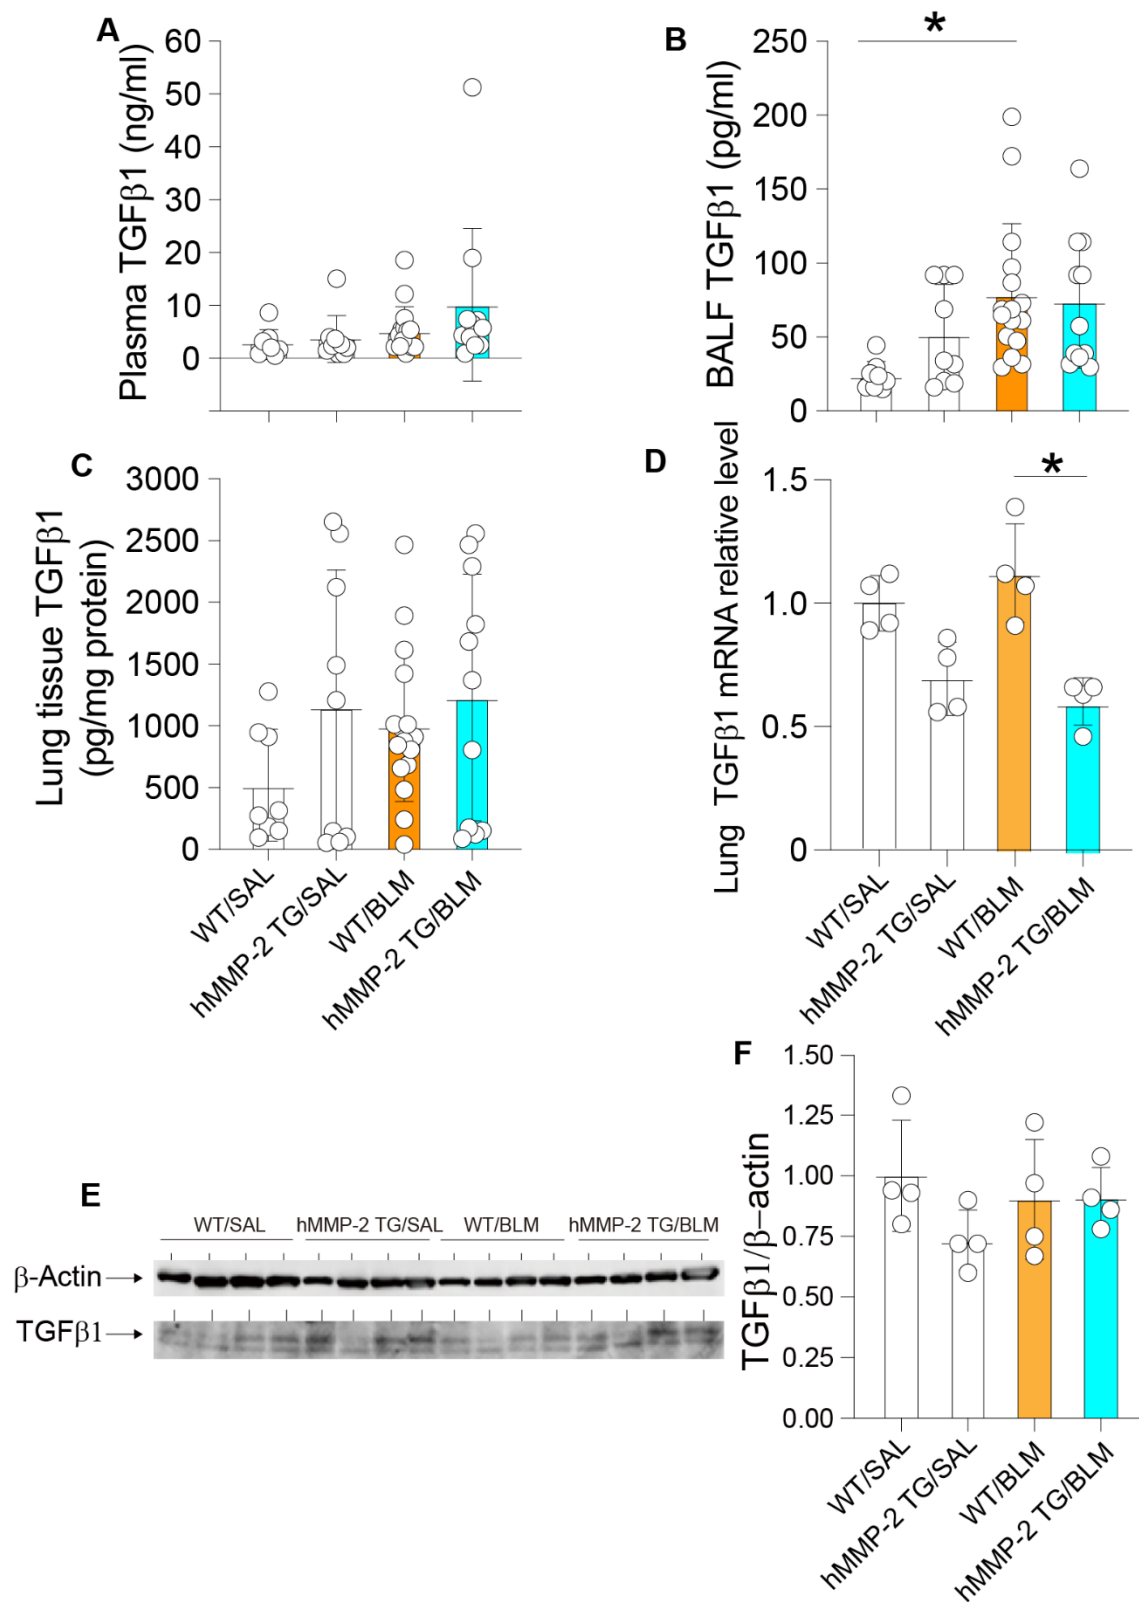 A
Plasma TGFβ1 (ng/ml)
60
50
40
30
20
10
0
B
*
BALF TGFβ1 (pg/ml)
250
200
150
100
50
0
C
Lung tissue TGFβ1
(pg/mg protein)
3000
2500
2000
1500
1000
500
0
WT/SAL
hMMP-2 TG/SAL
WT/BLM
hMMP-2 TG/BLM
D
*
Lung TGFβ1 mRNA relative level
1.5
1.0
0.5
0
WT/SAL
hMMP-2 TG/SAL
WT/BLM
hMMP-2 TG/BLM
E
WT/SAL hMMP-2 TG/SAL WT/BLM hMMP-2 TG/BLM
β-Actin
TGFβ1
F
TGFβ1/β–actin
1.50
1.25
1.00
0.75
0.50
0.25
0.00
WT/SAL
hMMP-2 TG/SAL
WT/BLM
hMMP-2 TG/BLM